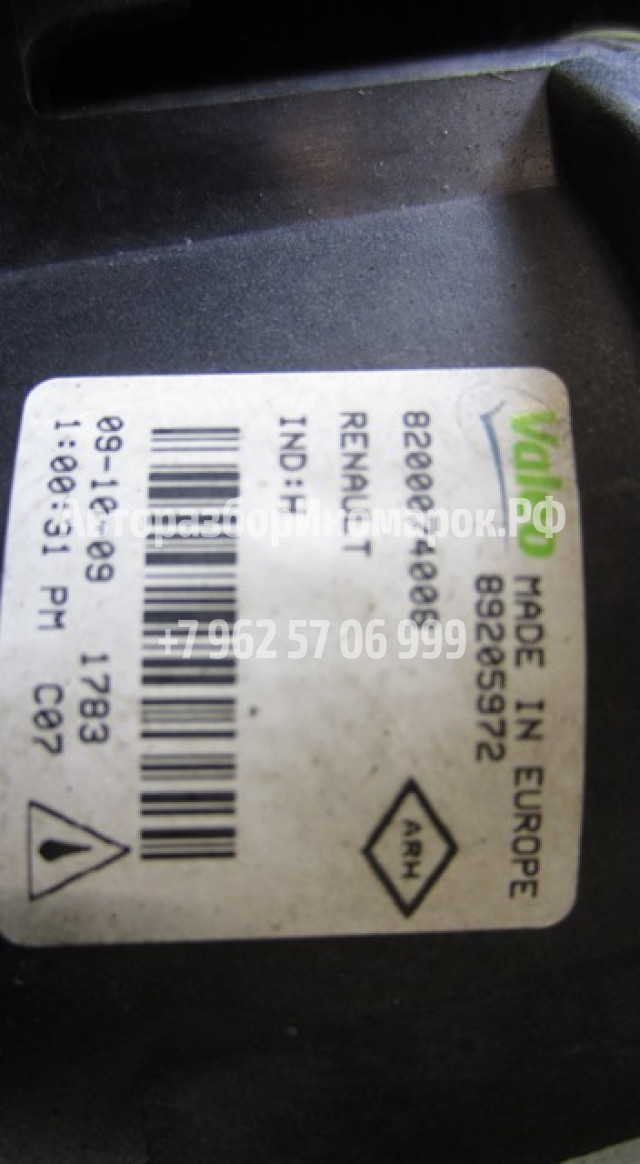 Valeo MADE IN EUROPE
89205972
8200074008
RENAULT
IND:H
09-10-09 1783
1:00:31 PM C07
ARH
АвторазборИномарок.РФ
+7 962 57 06 999